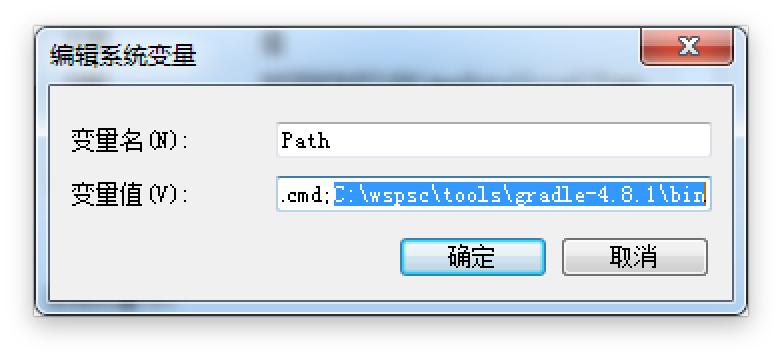 编辑系统变量
变量名(N): Path
变量值(V): .cmd;C:\wspsc\tools\gradle-4.8.1\bin
确定 取消